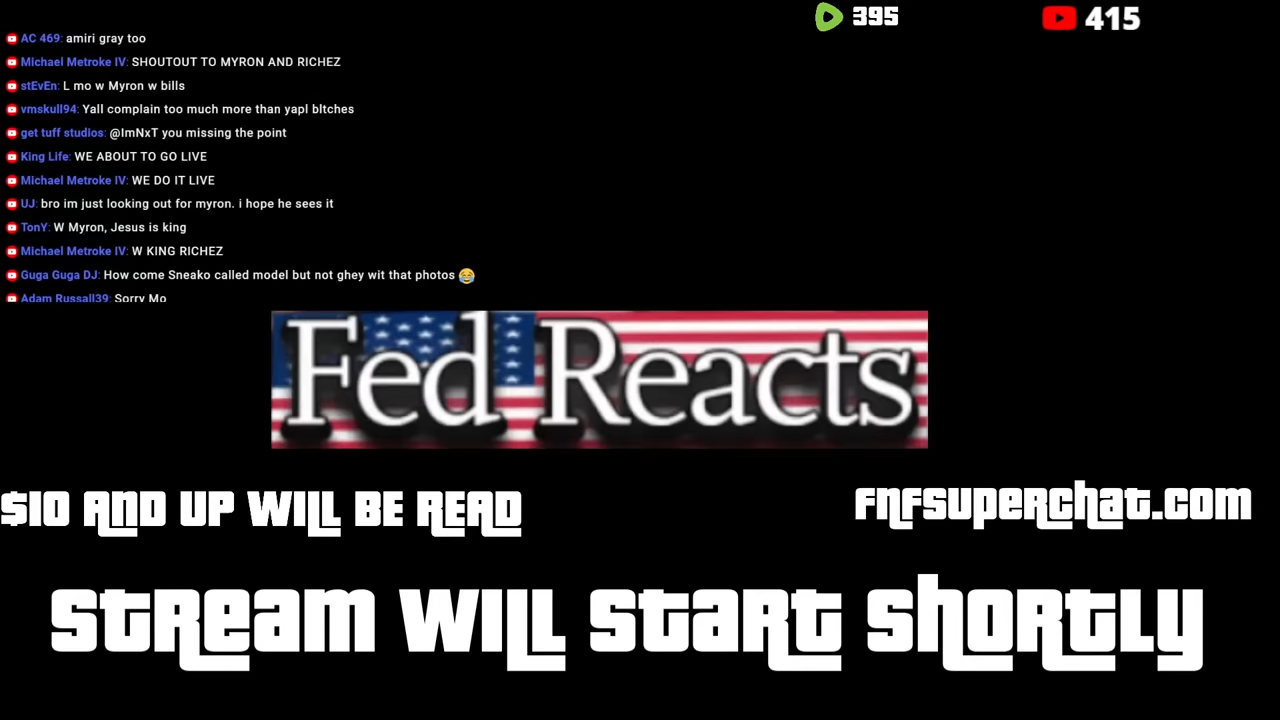 395
415
AC 469: amiri gray too
Michael Metroke IV: SHOUTOUT TO MYRON AND RICHEZ
stEvEn: L mo w Myron w bills
vmskull94: Yall complain too much more than yapl bltches
get tuff studios: @ImNxT you missing the point
King Life: WE ABOUT TO GO LIVE
Michael Metroke IV: WE DO IT LIVE
UJ: bro im just looking out for myron. i hope he sees it
TonY: W Myron, Jesus is king
Michael Metroke IV: W KING RICHEZ
Guga Guga DJ: How come Sneako called model but not ghey wit that photos 😂
Adam Russall39: Sorry Mo
Fed Reacts
$10 AND UP WILL BE READ
fnfsuperchat.com
Stream will start shortly